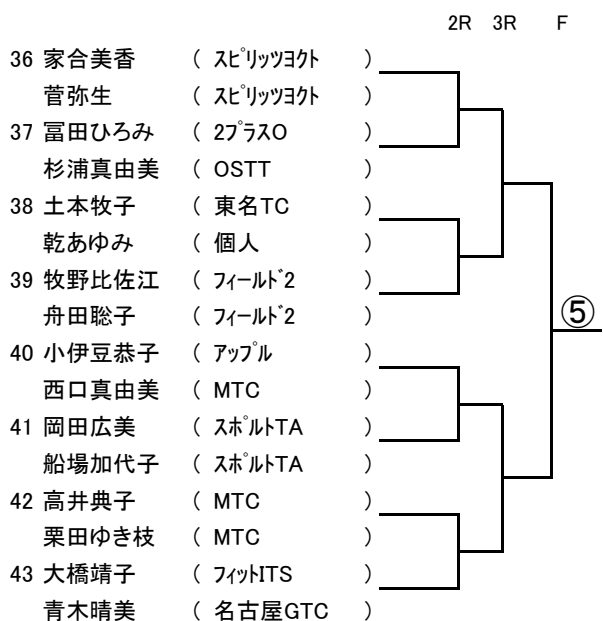 2R 3R F
36 家合美香 ( ｽﾋﾟﾘｯﾂﾖｸﾄ )
菅弥生 ( ｽﾋﾟﾘｯﾂﾖｸﾄ )
37 冨田ひろみ ( 2ﾌﾟﾗｽO )
杉浦真由美 ( OSTT )
38 土本牧子 ( 東名TC )
乾あゆみ ( 個人 )
39 牧野比佐江 ( ﾌｨｰﾙﾄﾞ2 )
舟田聡子 ( ﾌｨｰﾙﾄﾞ2 )
⑤
40 小伊豆恭子 ( ｱｯﾌﾟﾙ )
西口真由美 ( MTC )
41 岡田広美 ( ｽﾎﾟﾙﾄTA )
船場加代子 ( ｽﾎﾟﾙﾄTA )
42 高井典子 ( MTC )
栗田ゆき枝 ( MTC )
43 大橋靖子 ( ﾌｨｯﾄITS )
青木晴美 ( 名古屋GTC )